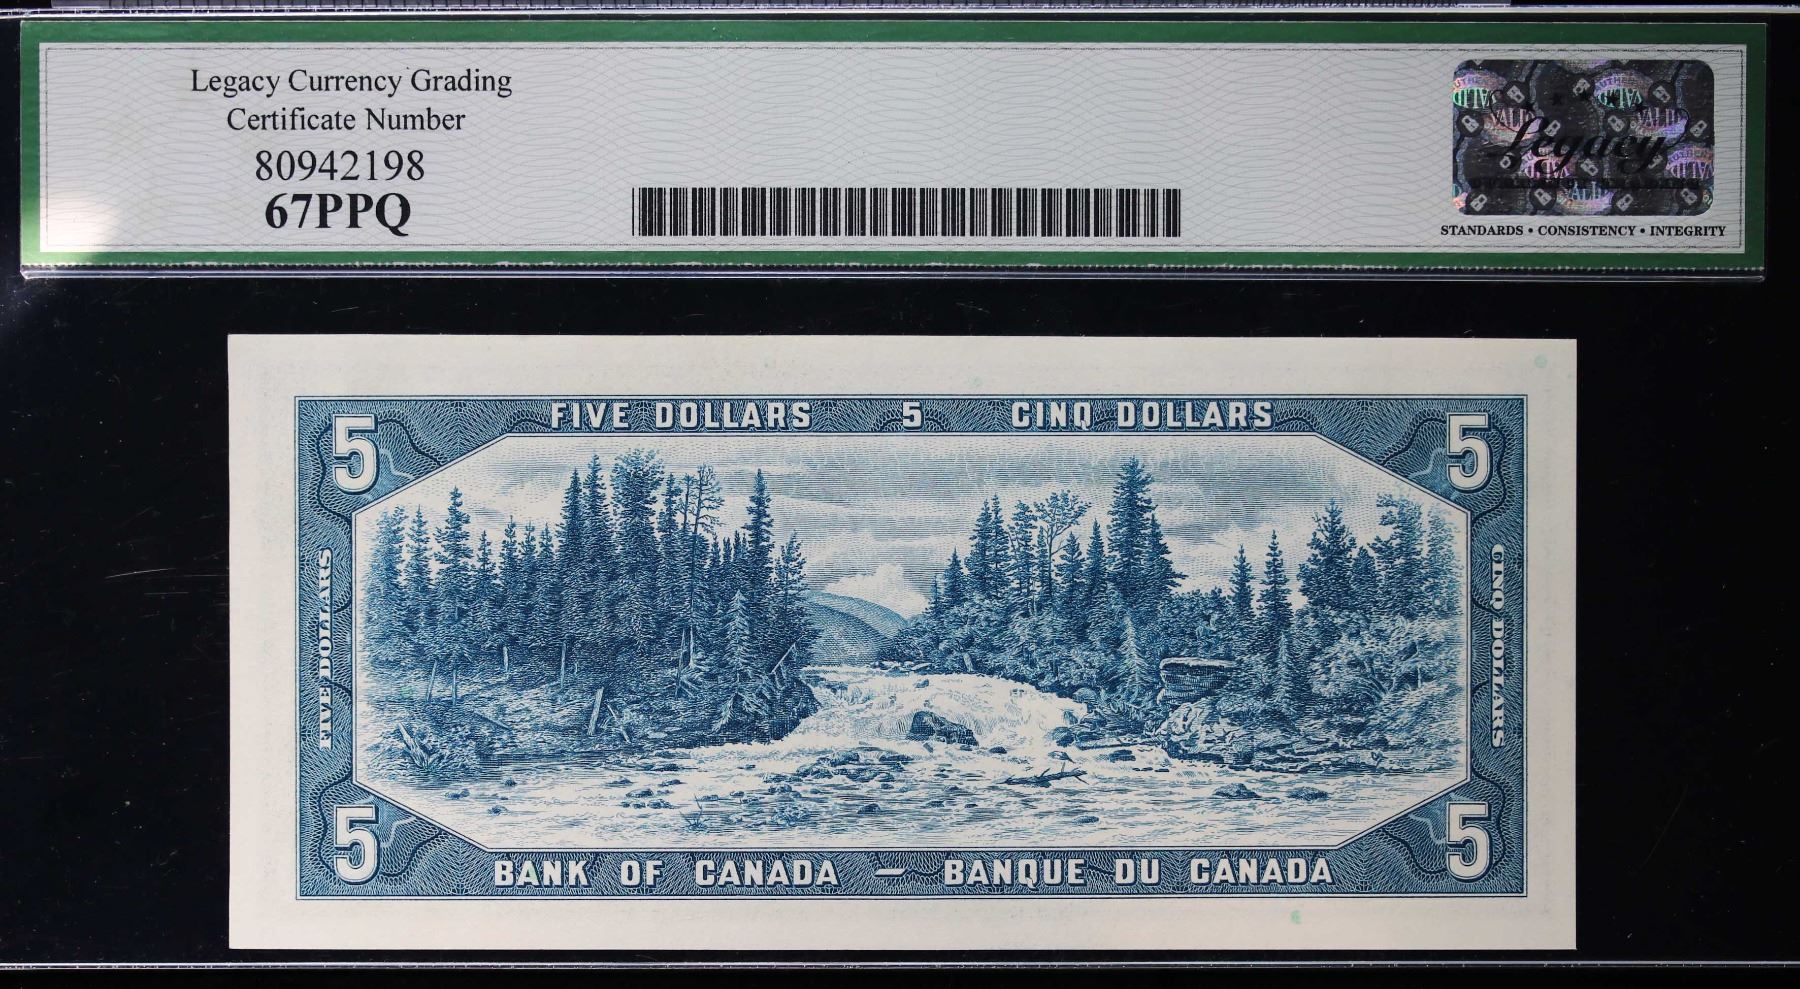 Legacy Currency Grading
Certificate Number
80942198
67PPQ
Legacy
VALID
STANDARDS • CONSISTENCY • INTEGRITY
5 FIVE DOLLARS 5 CINQ DOLLARS 5
FIVE DOLLARS
CINQ DOLLARS
5 BANK OF CANADA — BANQUE DU CANADA 5